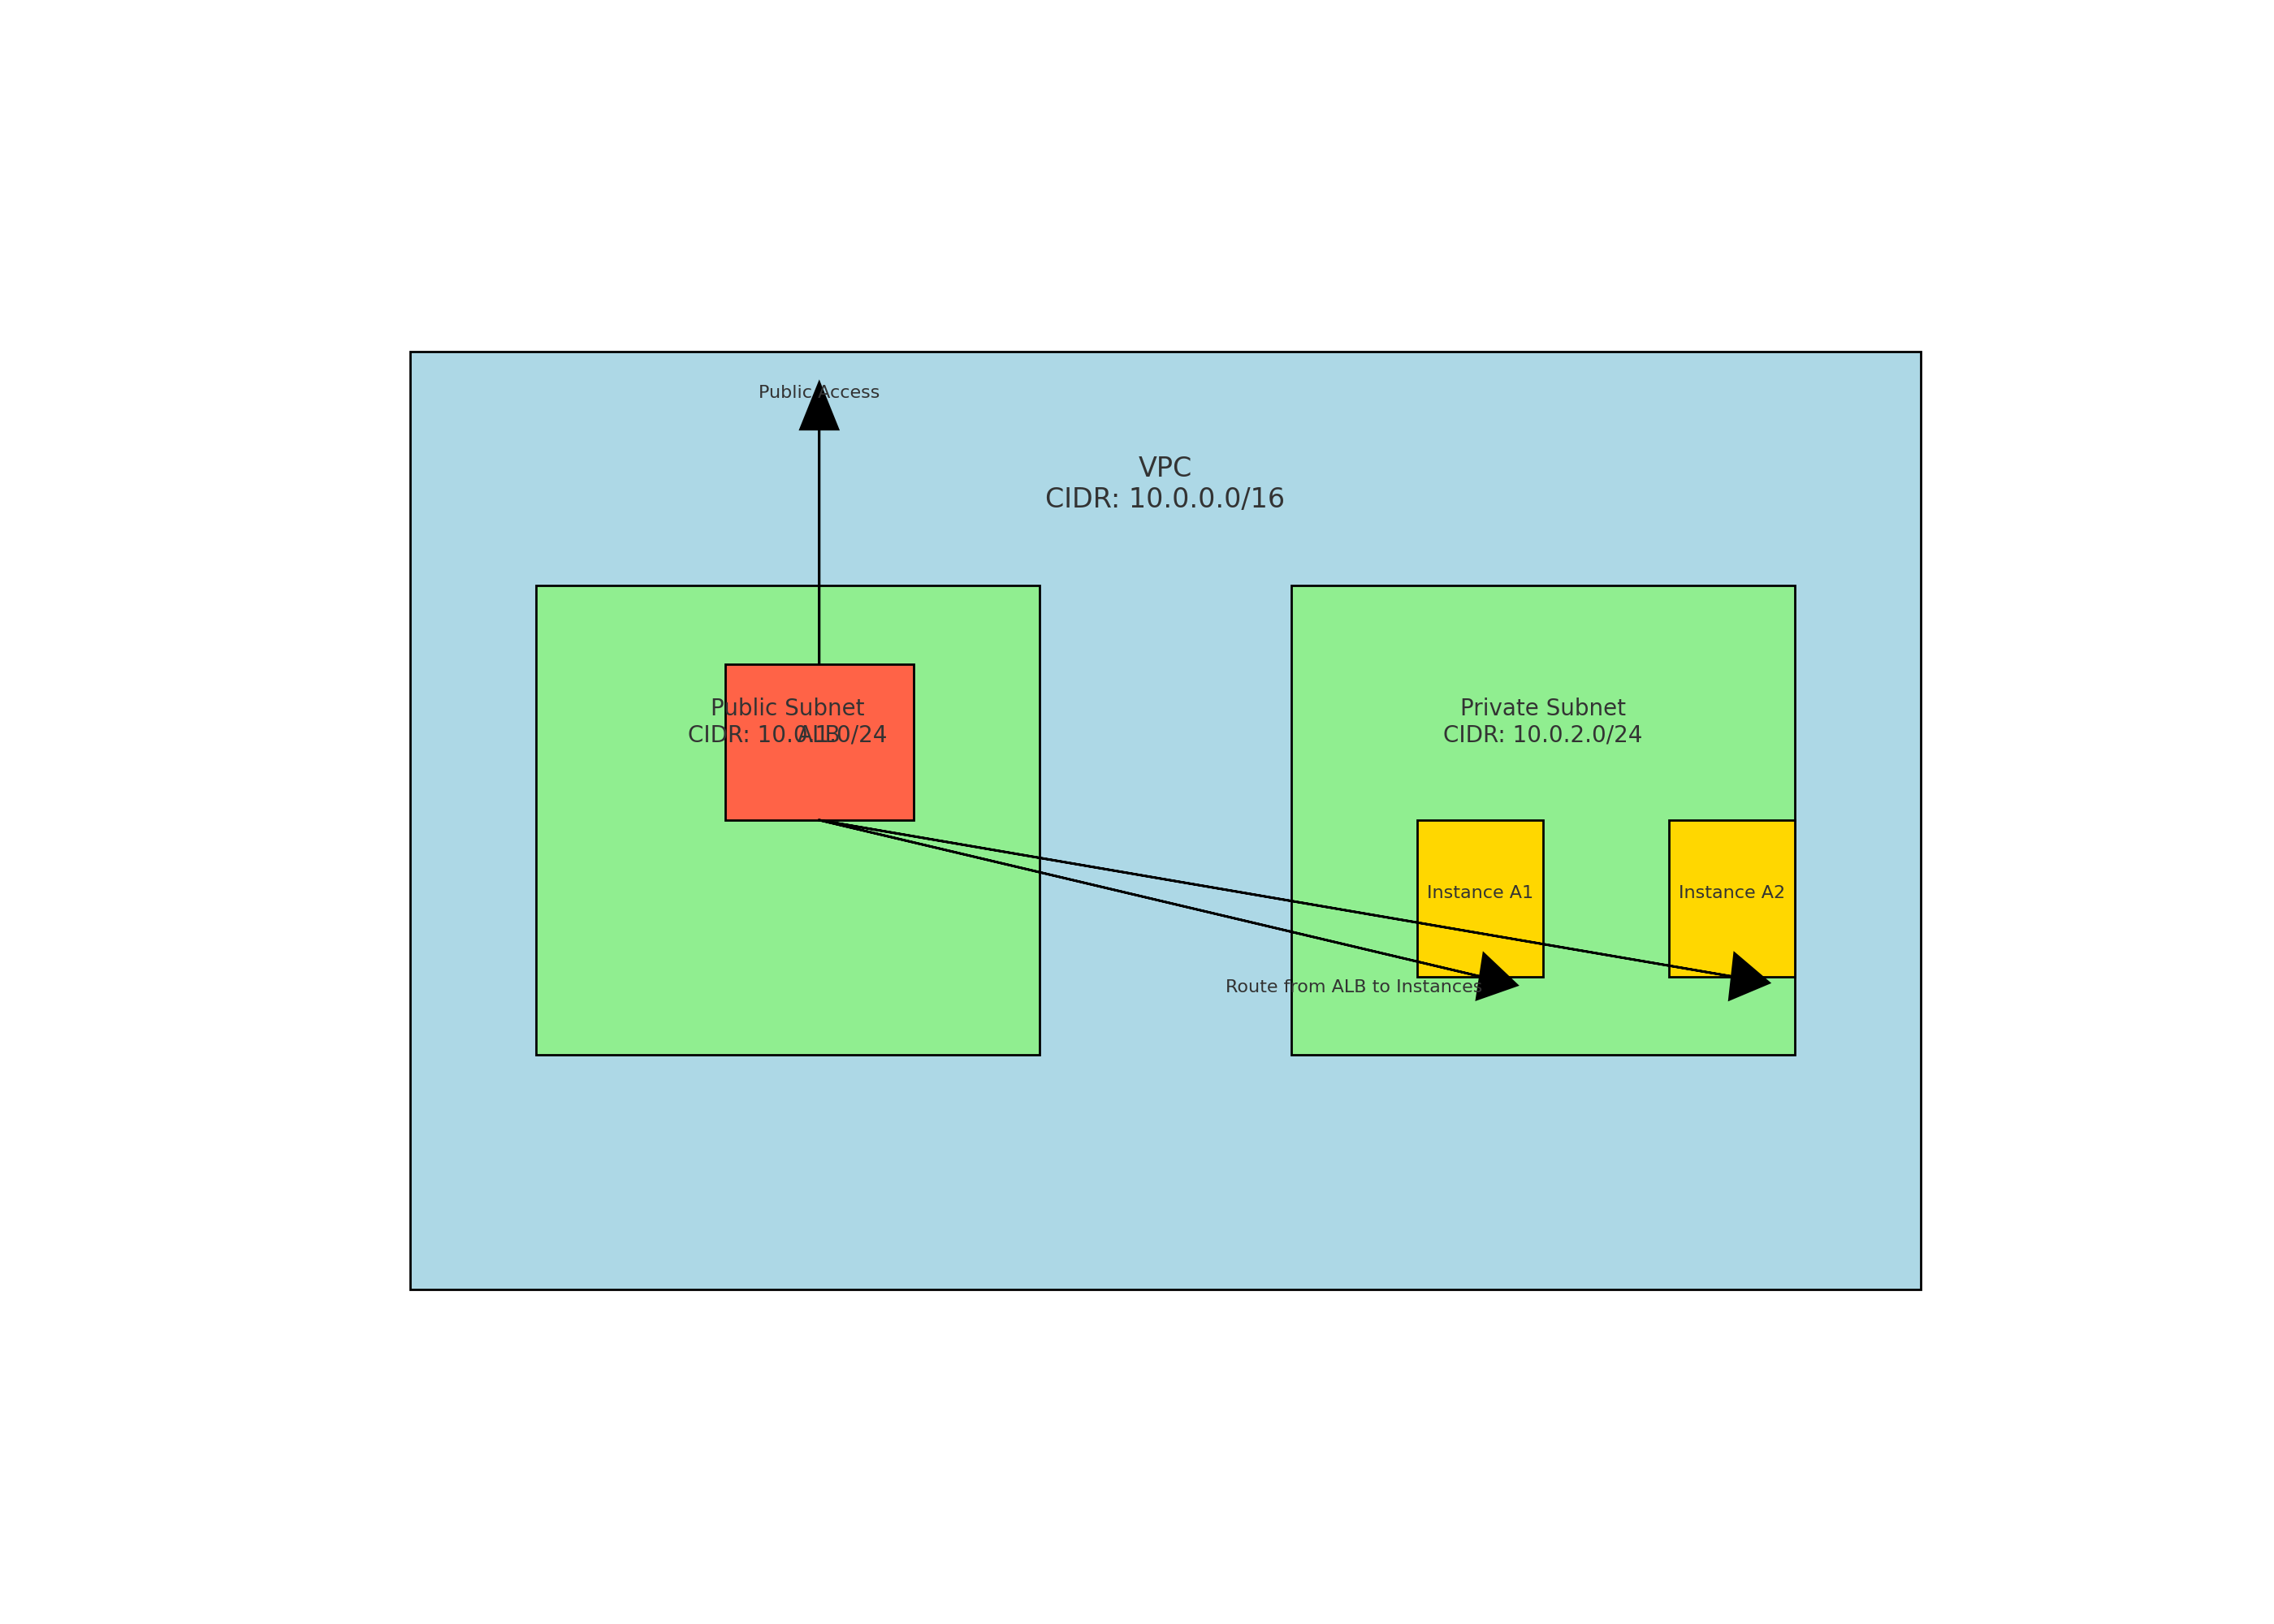 Public Access
VPC
CIDR: 10.0.0.0/16
Public Subnet
CIDR: 10.0.1.0/24
ALB
Private Subnet
CIDR: 10.0.2.0/24
Instance A1
Instance A2
Route from ALB to Instances